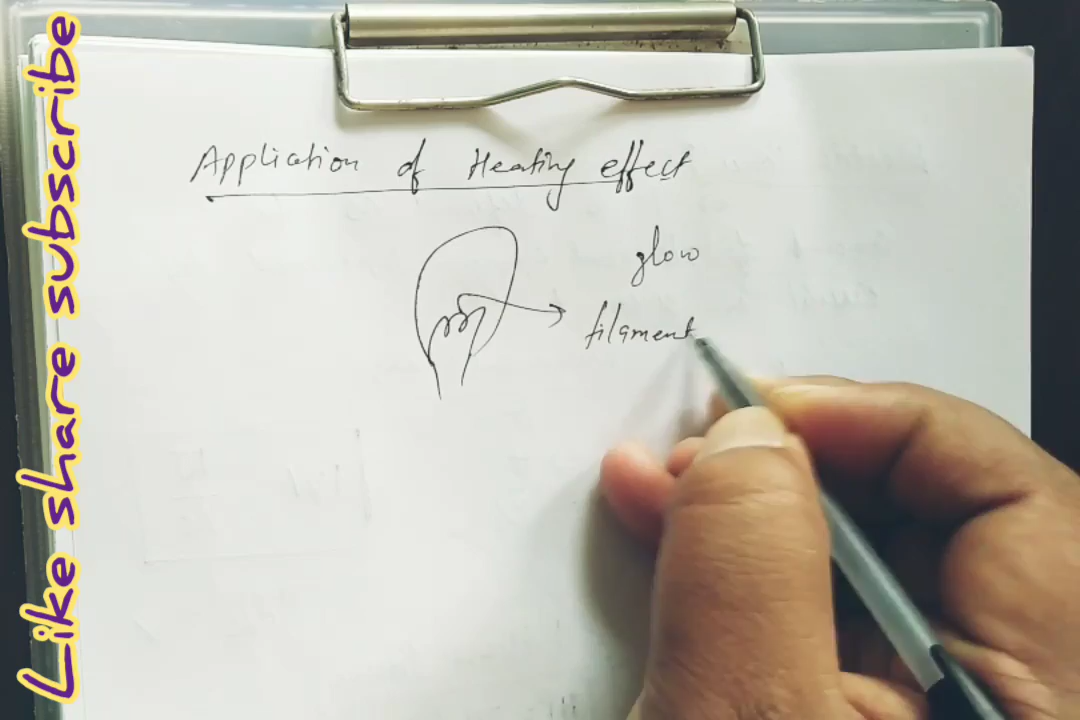 Like share subscribe
Application of Heating effect
glow
filament